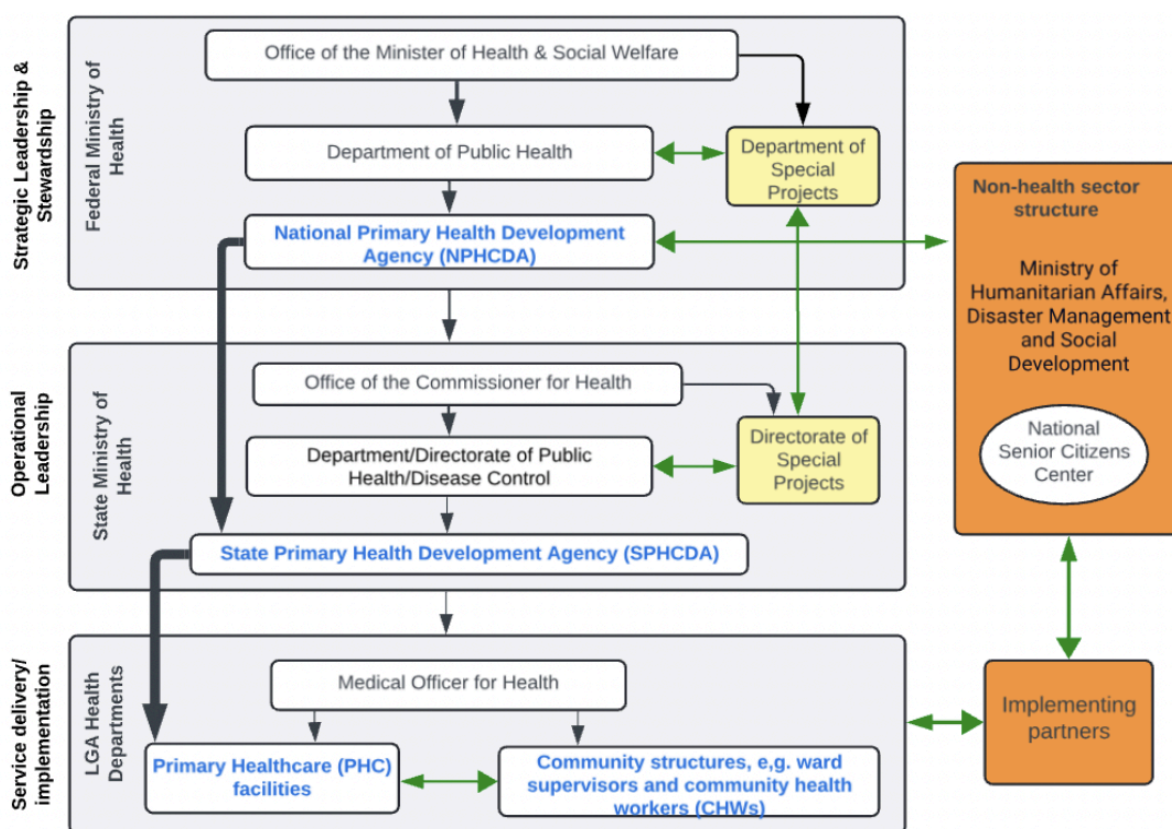 Strategic Leadership &
Stewardship
Federal Ministry of
Health
Office of the Minister of Health & Social Welfare
Department of Public Health
Department of
Special
Projects
National Primary Health Development
Agency (NPHCDA)
Non-health sector
structure
Ministry of
Humanitarian Affairs,
Disaster Management
and Social
Development
National
Senior Citizens
Center
Operational
Leadership
State Ministry of
Health
Office of the Commissioner for Health
Department/Directorate of Public
Health/Disease Control
Directorate of
Special
Projects
State Primary Health Development Agency (SPHCDA)
Service delivery/
implementation
LGA Health
Departments
Medical Officer for Health
Primary Healthcare (PHC)
facilities
Community structures, e,g. ward
supervisors and community health
workers (CHWs)
Implementing
partners